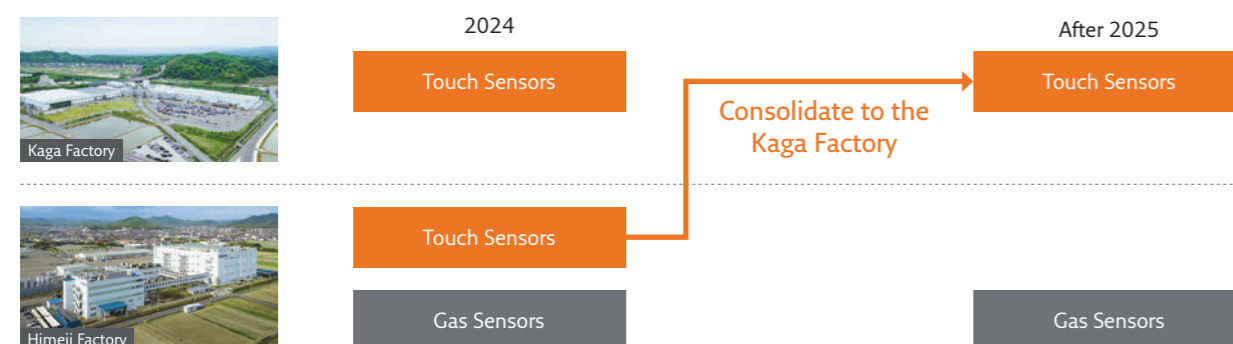 2024
After 2025
Touch Sensors
Touch Sensors
Consolidate to the
Kaga Factory
Kaga Factory
Touch Sensors
Gas Sensors
Gas Sensors
Himeji Factory